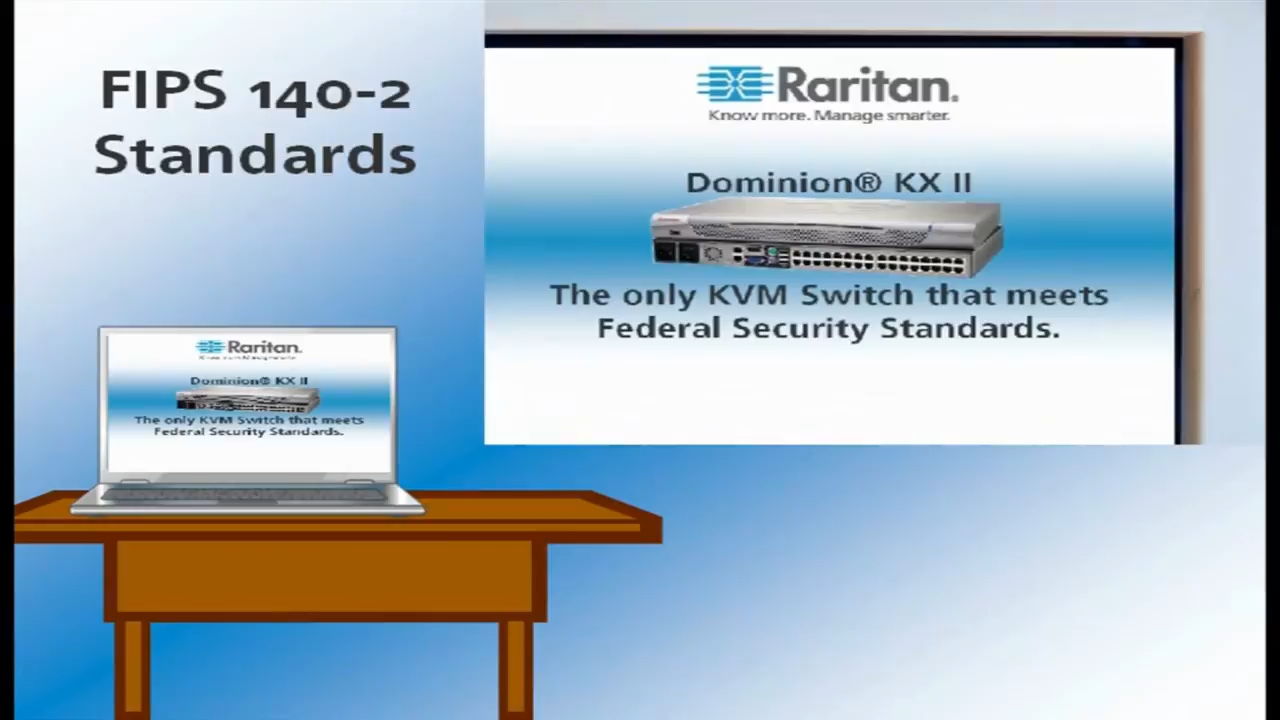 FIPS 140-2
Standards
Raritan.
Know more. Manage smarter.
Dominion® KX II
The only KVM Switch that meets
Federal Security Standards.
Raritan.
Dominion® KX II
The only KVM Switch that meets
Federal Security Standards.